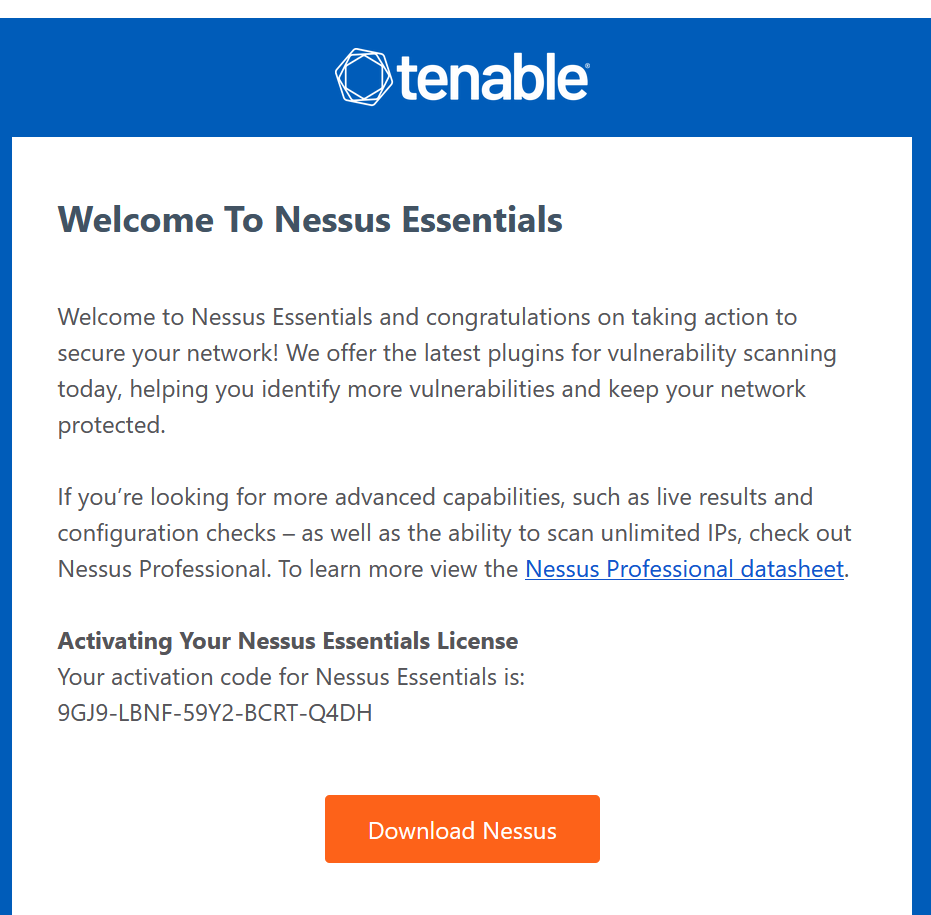 tenable®
Welcome To Nessus Essentials
Welcome to Nessus Essentials and congratulations on taking action to
secure your network! We offer the latest plugins for vulnerability scanning
today, helping you identify more vulnerabilities and keep your network
protected.
If you’re looking for more advanced capabilities, such as live results and
configuration checks – as well as the ability to scan unlimited IPs, check out
Nessus Professional. To learn more view the Nessus Professional datasheet.
Activating Your Nessus Essentials License
Your activation code for Nessus Essentials is:
9GJ9-LBNF-59Y2-BCRT-Q4DH
Download Nessus